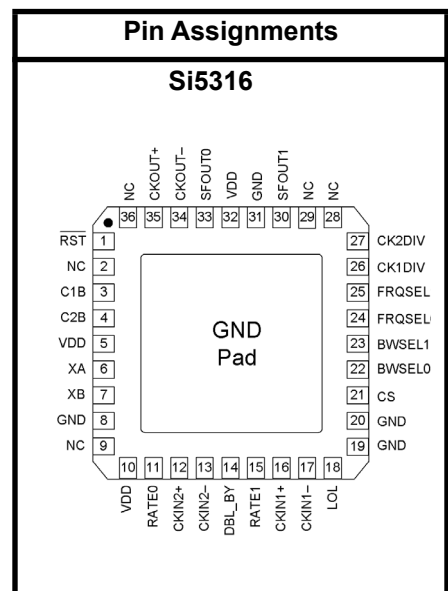 Pin Assignments
Si5316
NC
CKOUT+
CKOUT–
SFOUT0
VDD
GND
SFOUT1
NC
NC
36 35 34 33 32 31 30 29 28
RST 1
NC 2
C1B 3
C2B 4
VDD 5
XA 6
XB 7
GND 8
NC 9
GND
Pad
27 CK2DIV
26 CK1DIV
25 FRQSEL
24 FRQSEL
23 BWSEL1
22 BWSEL0
21 CS
20 GND
19 GND
10 11 12 13 14 15 16 17 18
VDD
RATE0
CKIN2+
CKIN2–
DBL_BY
RATE1
CKIN1+
CKIN1–
LOL